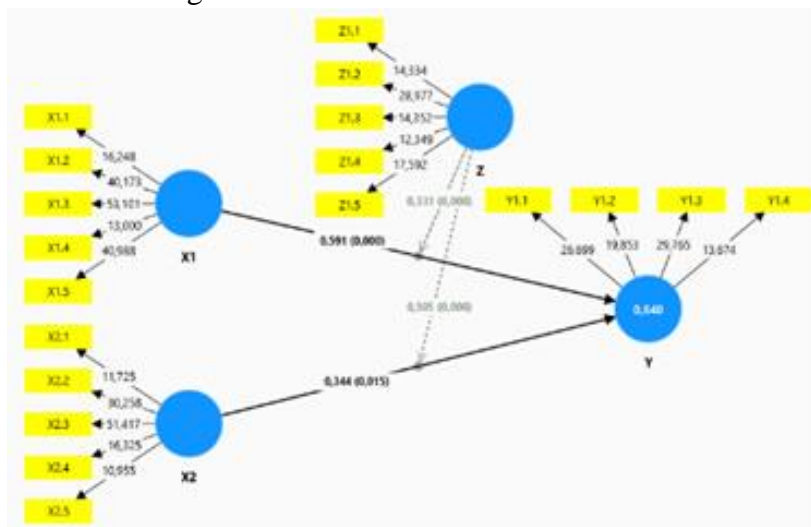 Z1,1
Z1,2
Z1,3
Z1,4
Z1,5
14,334
28,977
14,352
12,349
17,592
Z
X1,1
X1,2
X1,3
X1,4
X1,5
16,248
40,173
53,101
13,000
40,988
X1
0,333 (0,000)
0,591 (0,000)
Y1,1
Y1,2
Y1,3
Y1,4
19,853
29,765
13,674
0,640
Y
X2,1
X2,2
X2,3
X2,4
X2,5
11,725
30,258
51,417
16,325
10,955
X2
0,344 (0,015)